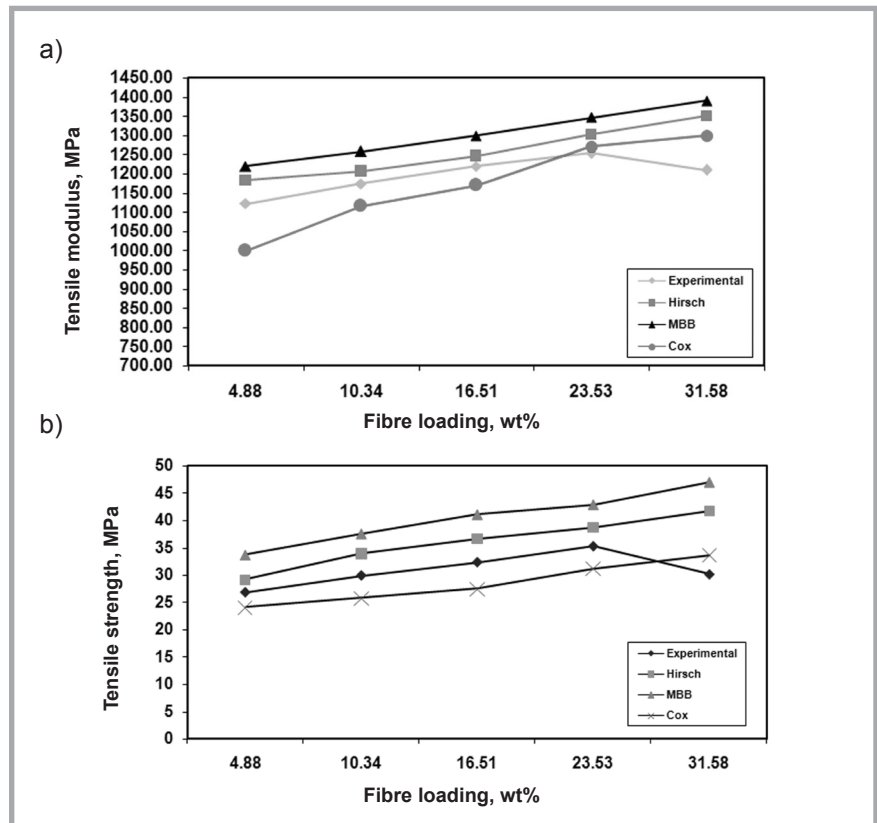 a)
1450.00
1400.00
1350.00
1300.00
1250.00
1200.00
1150.00
1100.00
1050.00
1000.00
950.00
900.00
850.00
800.00
750.00
700.00
Tensile modulus, MPa
Experimental
Hirsch
MBB
Cox
4.88 10.34 16.51 23.53 31.58
Fibre loading, wt%
b)
50
45
40
35
30
25
20
15
10
5
0
Tensile strength, MPa
Experimental
Hirsch
MBB
Cox
4.88 10.34 16.51 23.53 31.58
Fibre loading, wt%